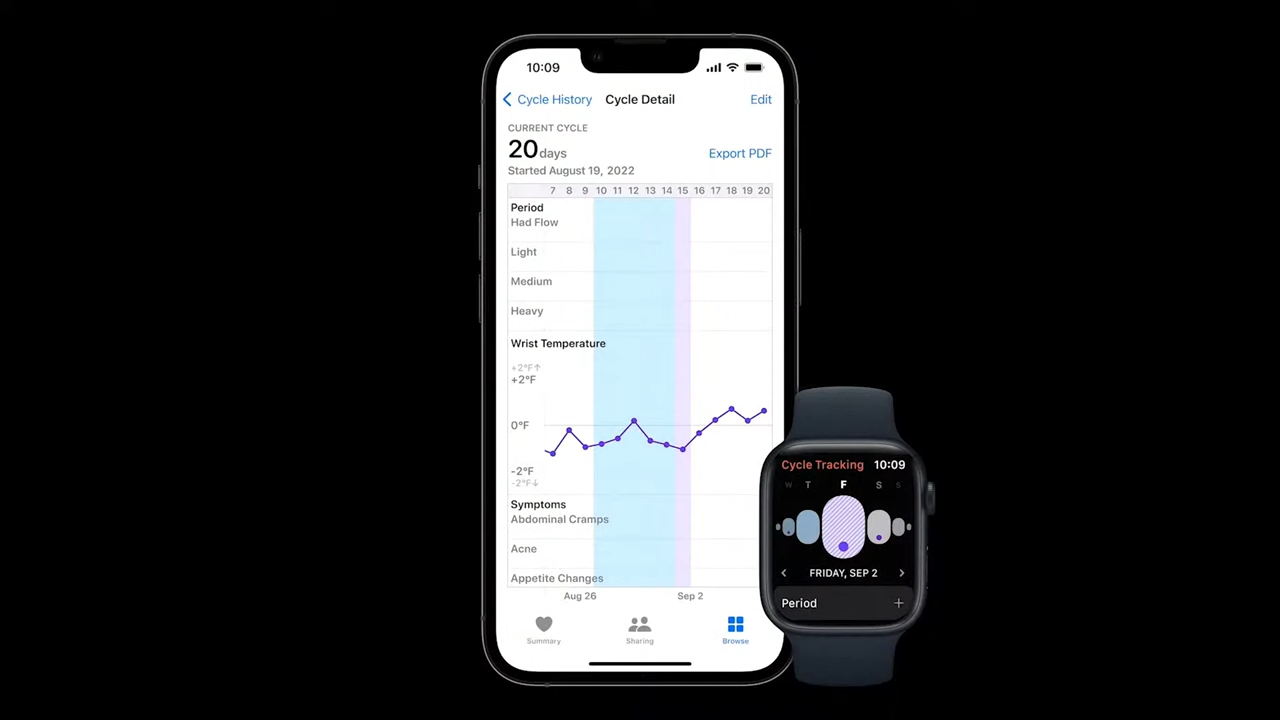 10:09
Cycle History Cycle Detail Edit
CURRENT CYCLE
20 days
Export PDF
Started August 19, 2022
7 8 9 10 11 12 13 14 15 16 17 18 19 20
Period
Had Flow
Light
Medium
Heavy
Wrist Temperature
+2°F↑
+2°F
0°F
-2°F
-2°F↓
Symptoms
Abdominal Cramps
Acne
Appetite Changes
Aug 26 Sep 2
Summary Sharing Browse
Cycle Tracking 10:09
W T F S S
FRIDAY, SEP 2
Period +